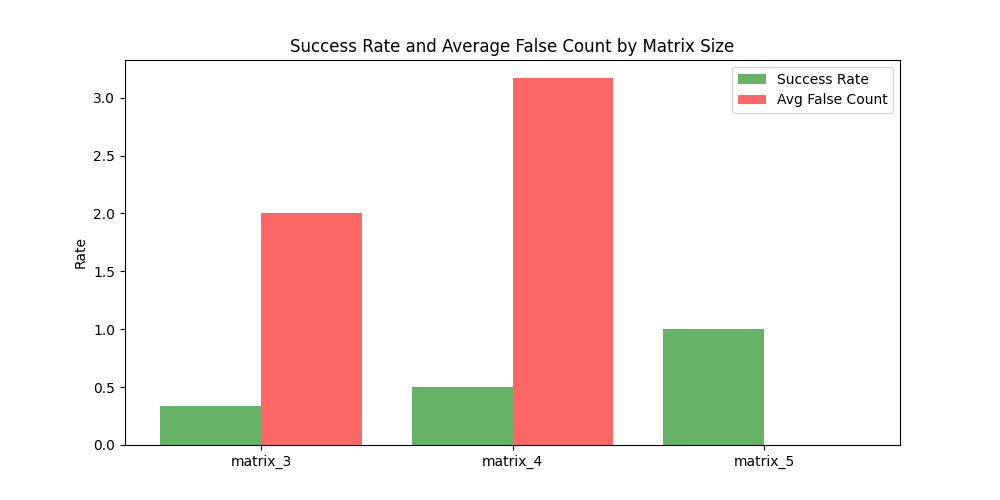 Success Rate and Average False Count by Matrix Size
Success Rate
Avg False Count
Rate
3.0
2.5
2.0
1.5
1.0
0.5
0.0
matrix_3
matrix_4
matrix_5